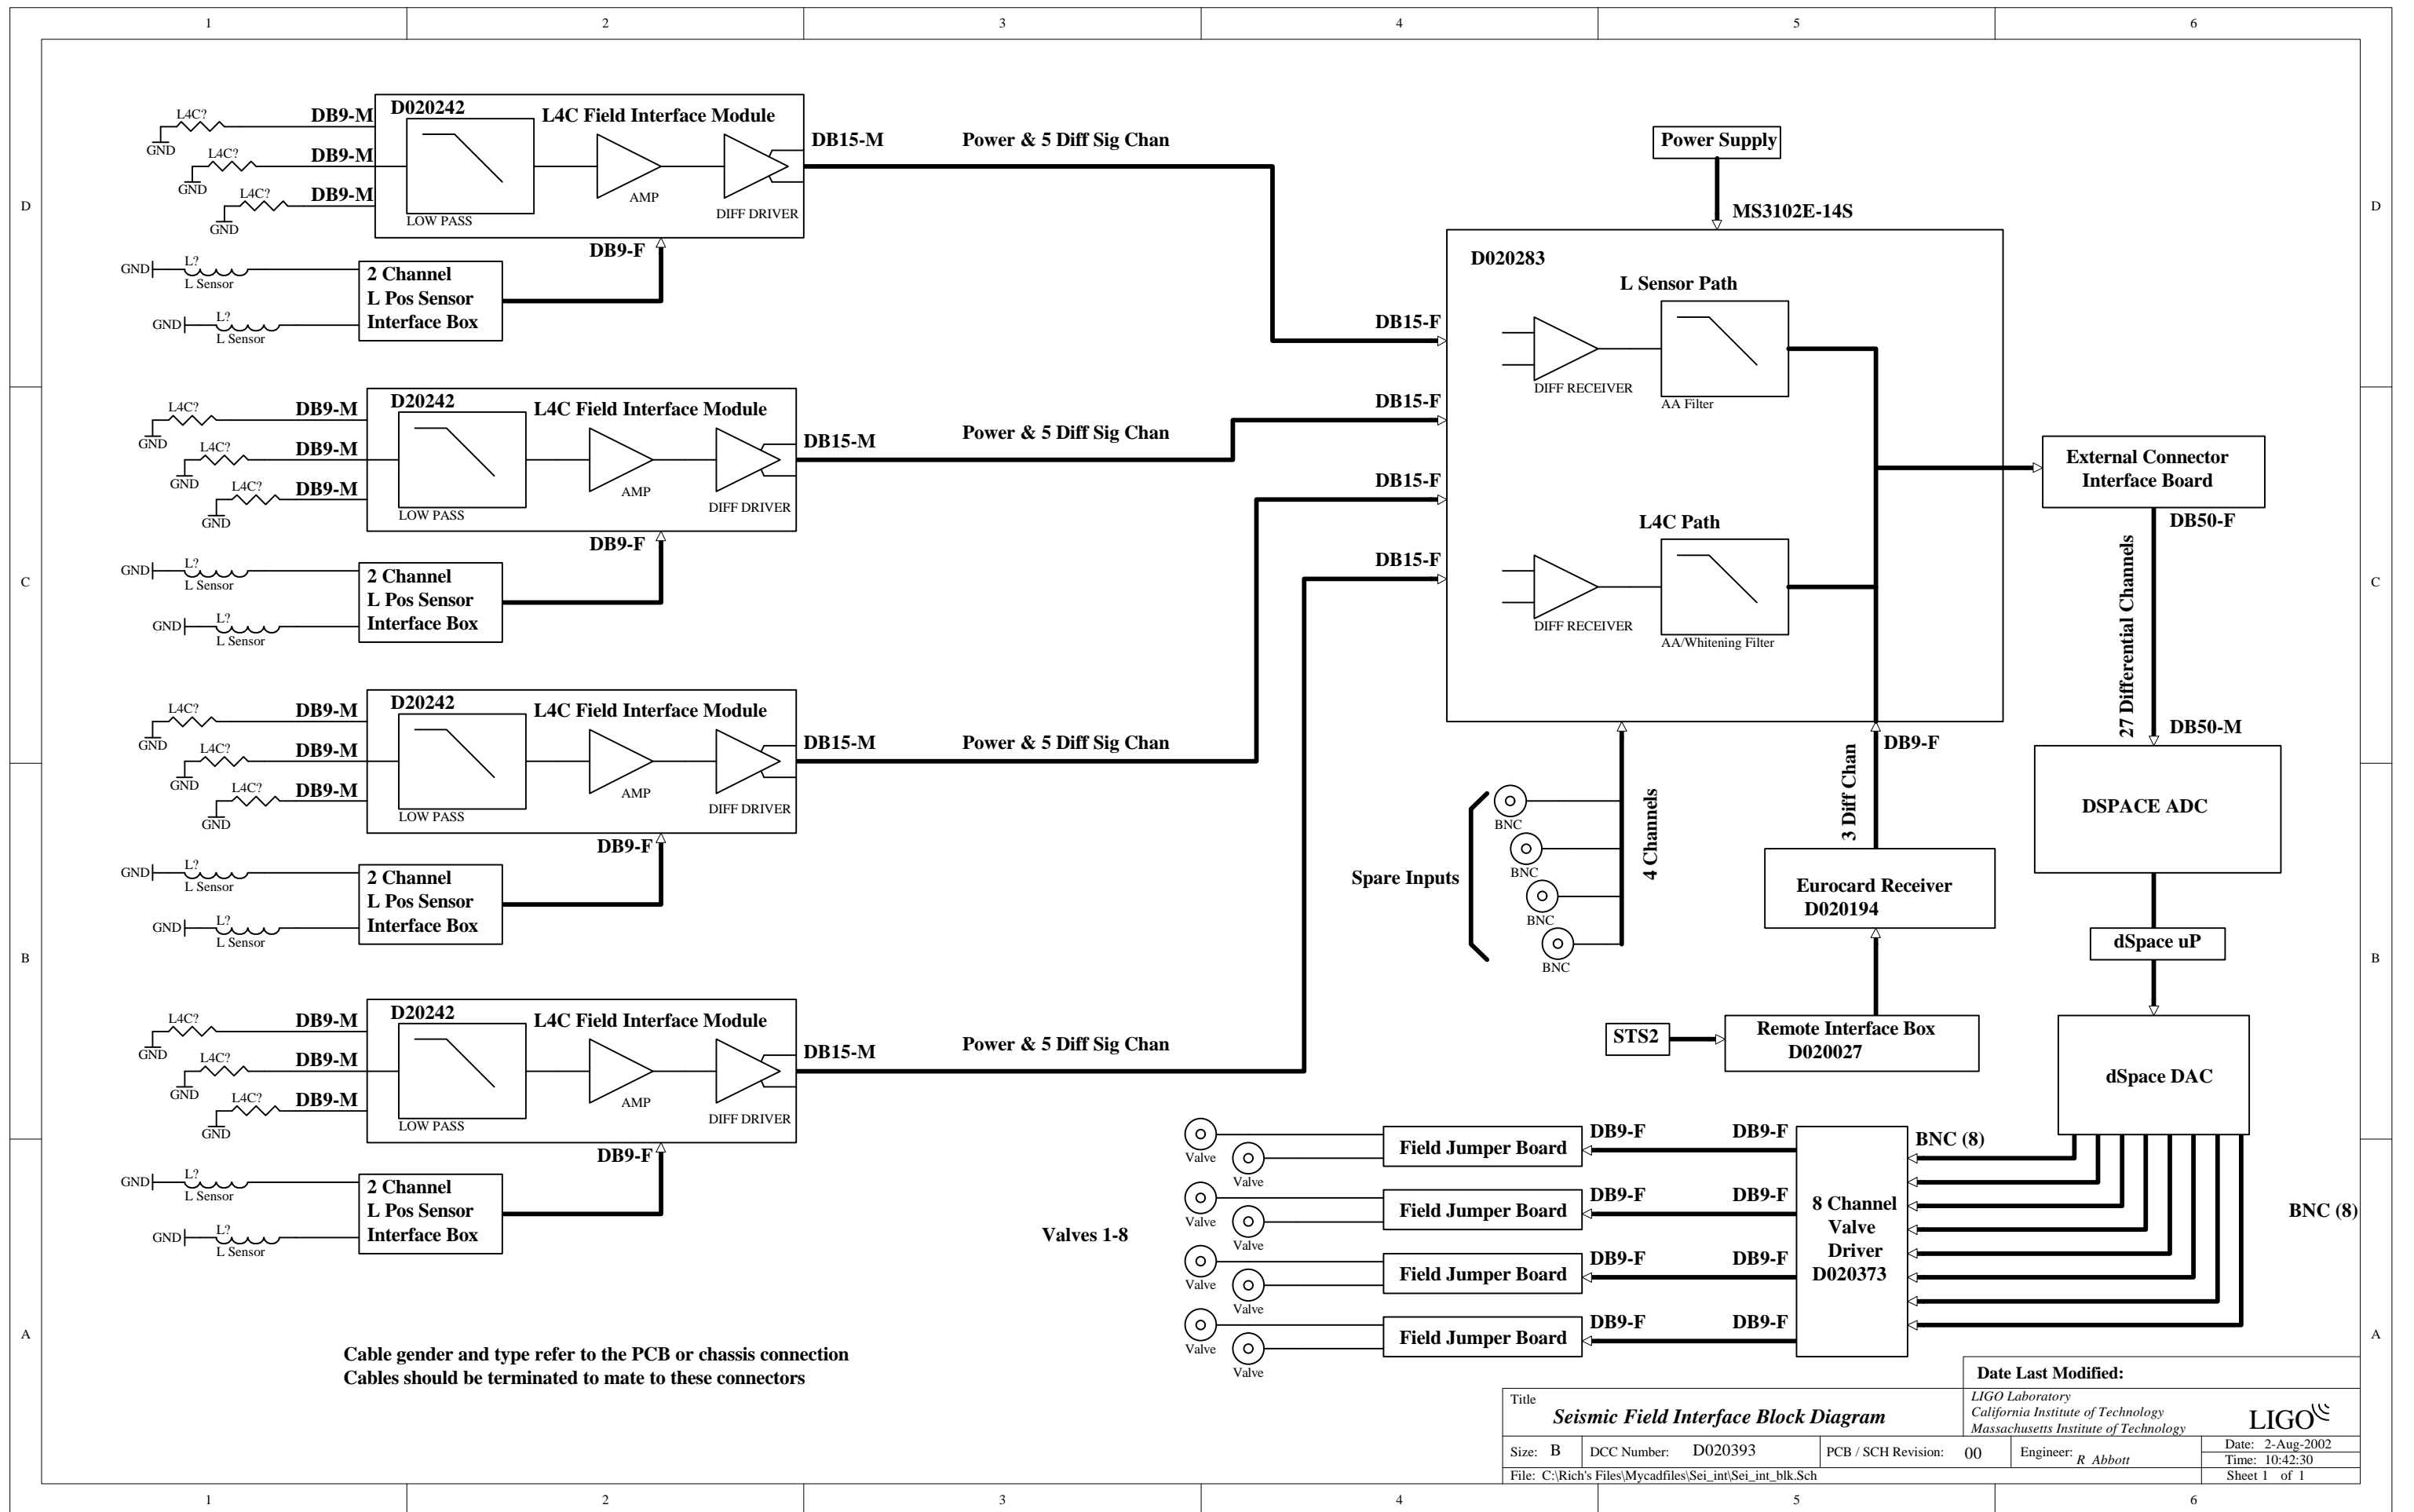 1 2 3 4 5 6
D
C
B
A
D020242
L4C Field Interface Module
L4C?
GND
DB9-M
L4C?
GND
DB9-M
L4C?
GND
DB9-M
LOW PASS
AMP
DIFF DRIVER
DB15-M
Power & 5 Diff Sig Chan
DB9-F
GND
L?
L Sensor
GND
L?
L Sensor
2 Channel
L Pos Sensor
Interface Box
D20242
L4C Field Interface Module
L4C?
GND
DB9-M
L4C?
GND
DB9-M
L4C?
GND
DB9-M
LOW PASS
AMP
DIFF DRIVER
DB15-M
Power & 5 Diff Sig Chan
DB9-F
GND
L?
L Sensor
GND
L?
L Sensor
2 Channel
L Pos Sensor
Interface Box
D20242
L4C Field Interface Module
L4C?
GND
DB9-M
L4C?
GND
DB9-M
L4C?
GND
DB9-M
LOW PASS
AMP
DIFF DRIVER
DB15-M
Power & 5 Diff Sig Chan
DB9-F
GND
L?
L Sensor
GND
L?
L Sensor
2 Channel
L Pos Sensor
Interface Box
D20242
L4C Field Interface Module
L4C?
GND
DB9-M
L4C?
GND
DB9-M
L4C?
GND
DB9-M
LOW PASS
AMP
DIFF DRIVER
DB15-M
Power & 5 Diff Sig Chan
DB9-F
GND
L?
L Sensor
GND
L?
L Sensor
2 Channel
L Pos Sensor
Interface Box
Cable gender and type refer to the PCB or chassis connection
Cables should be terminated to mate to these connectors
Power Supply
MS3102E-14S
D020283
L Sensor Path
DIFF RECEIVER
AA Filter
L4C Path
DIFF RECEIVER
AA/Whitening Filter
DB15-F
DB15-F
DB15-F
DB15-F
External Connector
Interface Board
DB50-F
27 Differential Channels
DB50-M
DSPACE ADC
dSpace uP
dSpace DAC
DB9-F
3 Diff Chan
Eurocard Receiver
D020194
STS2
Remote Interface Box
D020027
Spare Inputs
BNC
BNC
BNC
BNC
4 Channels
Valves 1-8
Valve
Valve
Field Jumper Board
DB9-F
DB9-F
Valve
Valve
Field Jumper Board
DB9-F
DB9-F
Valve
Valve
Field Jumper Board
DB9-F
DB9-F
Valve
Valve
Field Jumper Board
DB9-F
DB9-F
8 Channel
Valve
Driver
D020373
BNC (8)
BNC (8)
Date Last Modified:
Title
Seismic Field Interface Block Diagram
LIGO Laboratory
California Institute of Technology
Massachusetts Institute of Technology
LIGO
Size: B
DCC Number: D020393
PCB / SCH Revision: 00
Engineer: R Abbott
Date: 2-Aug-2002
Time: 10:42:30
File: C:\Rich's Files\Mycadfiles\Sei_int\Sei_int_blk.Sch
Sheet 1 of 1
D
C
B
A
1 2 3 4 5 6